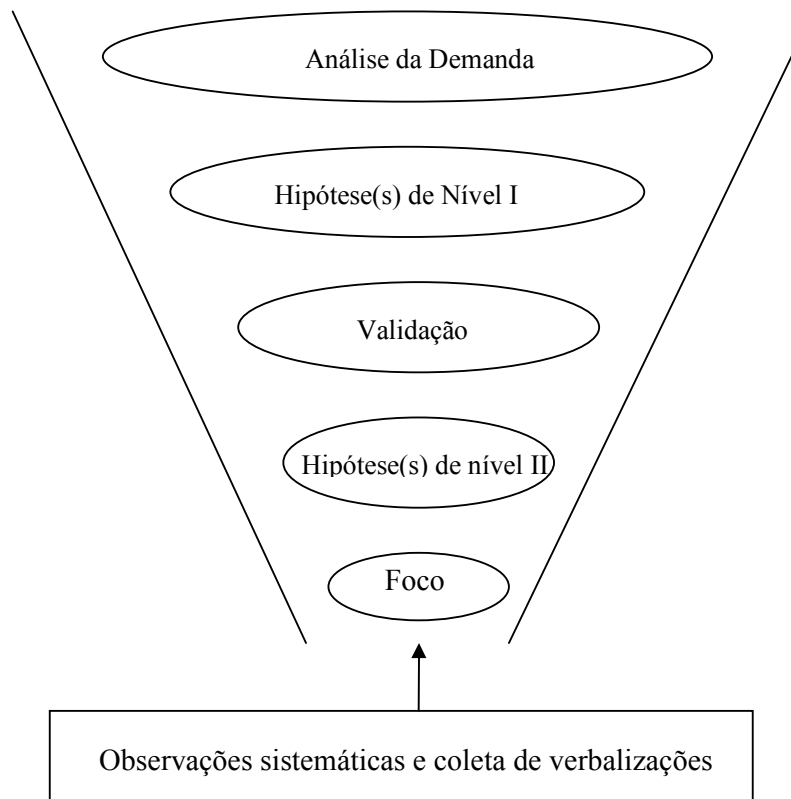 Análise da Demanda
Hipótese(s) de Nível I
Validação
Hipótese(s) de nível II
Foco
Observações sistemáticas e coleta de verbalizações